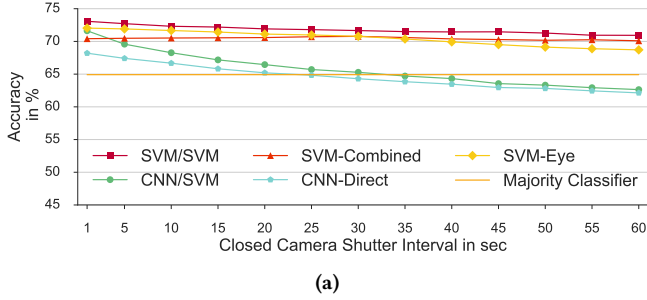 75
70
65
60
55
50
45
Accuracy
in %
SVM/SVM SVM-Combined SVM-Eye
CNN/SVM CNN-Direct Majority Classifier
1 5 10 15 20 25 30 35 40 45 50 55 60
Closed Camera Shutter Interval in sec
(a)